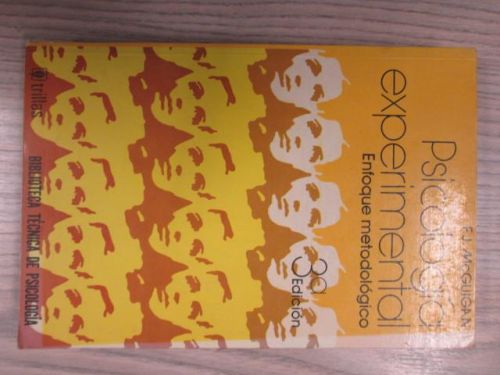 F.J. McGUIGAN
Psicología
experimental
Enfoque metodológico
3a
Edición
trillas
BIBLIOTECA TÉCNICA DE PSICOLOGÍA